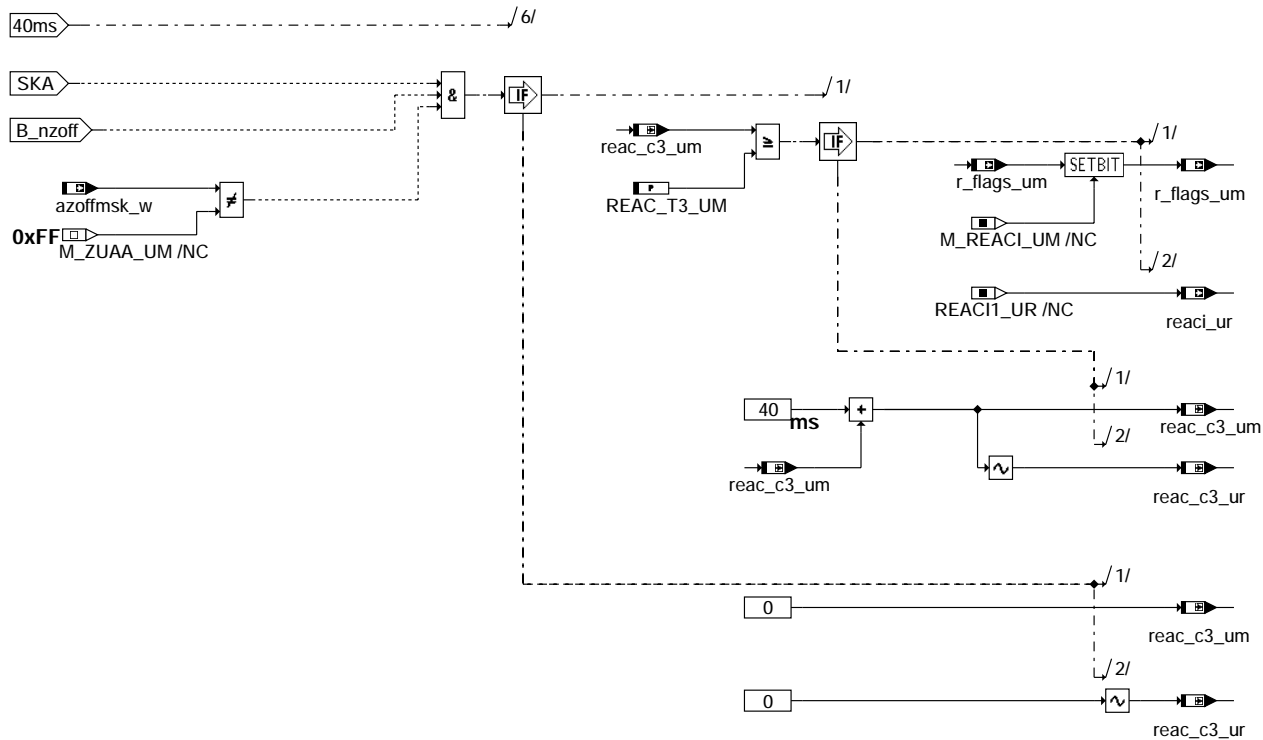 40ms
/6/
SKA
&
IF
/1/
B_nzoff
reac_c3_um
≥
IF
/1/
r_flags_um
SETBIT
r_flags_um
azoffmsk_w
≠
P
REAC_T3_UM
0xFF
M_ZUAA_UM /NC
M_REACI_UM /NC
/2/
REACI1_UR /NC
reaci_ur
/1/
40
ms
+
reac_c3_um
/2/
reac_c3_um
reac_c3_ur
/1/
0
reac_c3_um
/2/
0
reac_c3_ur